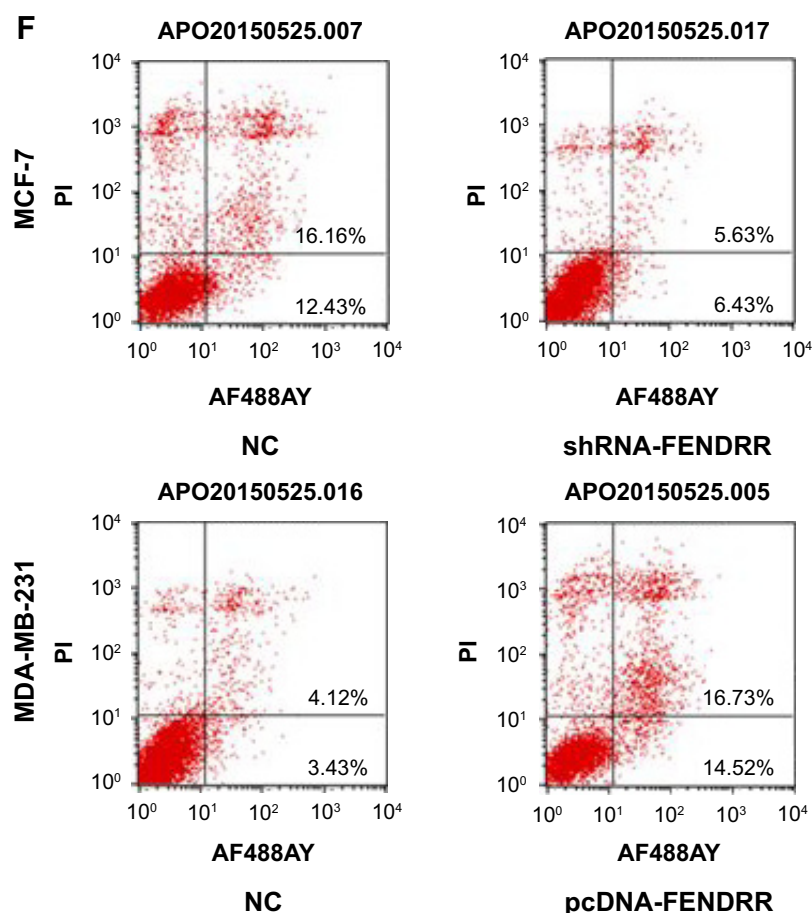 F
APO20150525.007
MCF-7
PI
10⁴
10³
10²
10¹
10⁰
16.16%
12.43%
10⁰ 10¹ 10² 10³ 10⁴
AF488AY
NC
APO20150525.017
PI
10⁴
10³
10²
10¹
10⁰
5.63%
6.43%
10⁰ 10¹ 10² 10³ 10⁴
AF488AY
shRNA-FENDRR
APO20150525.016
MDA-MB-231
PI
10⁴
10³
10²
10¹
10⁰
4.12%
3.43%
10⁰ 10¹ 10² 10³ 10⁴
AF488AY
NC
APO20150525.005
PI
10⁴
10³
10²
10¹
10⁰
16.73%
14.52%
10⁰ 10¹ 10² 10³ 10⁴
AF488AY
pcDNA-FENDRR